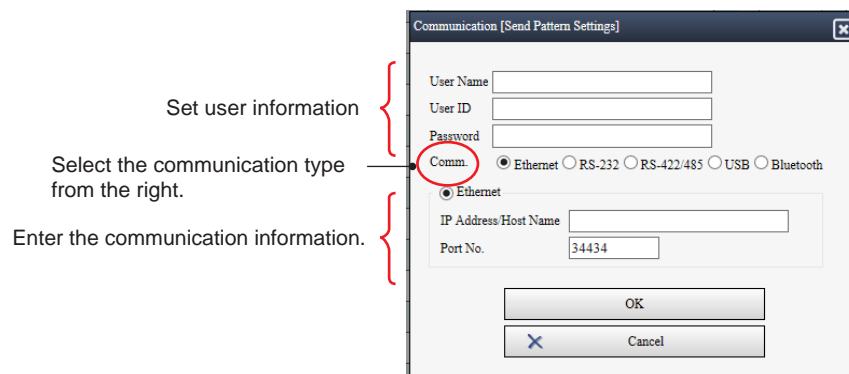 Communication [Send Pattern Settings]
Set user information
User Name
User ID
Password
Select the communication type
from the right.
Comm. Ethernet RS-232 RS-422/485 USB Bluetooth
Ethernet
Enter the communication information.
IP Address/Host Name
Port No. 34434
OK
Cancel